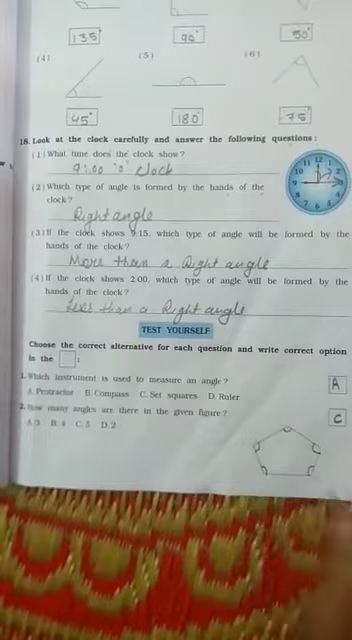 135°
90°
50°
(4)
(5)
(6)
45°
180°
75°
18. Look at the clock carefully and answer the following questions :
(1) What time does the clock show?
9:00 'o' clock
(2) Which type of angle is formed by the hands of the
clock?
Right angle
(3) If the clock shows 9:15, which type of angle will be formed by the
hands of the clock?
More than a Right angle
(4) If the clock shows 2:00, which type of angle will be formed by the
hands of the clock?
Less than a Right angle
TEST YOURSELF
Choose the correct alternative for each question and write correct option
in the :
1. Which instrument is used to measure an angle?
A
A. Protractor B. Compass C. Set squares D. Ruler
2. How many angles are there in the given figure?
C
A. 3 B. 4 C. 5 D. 2